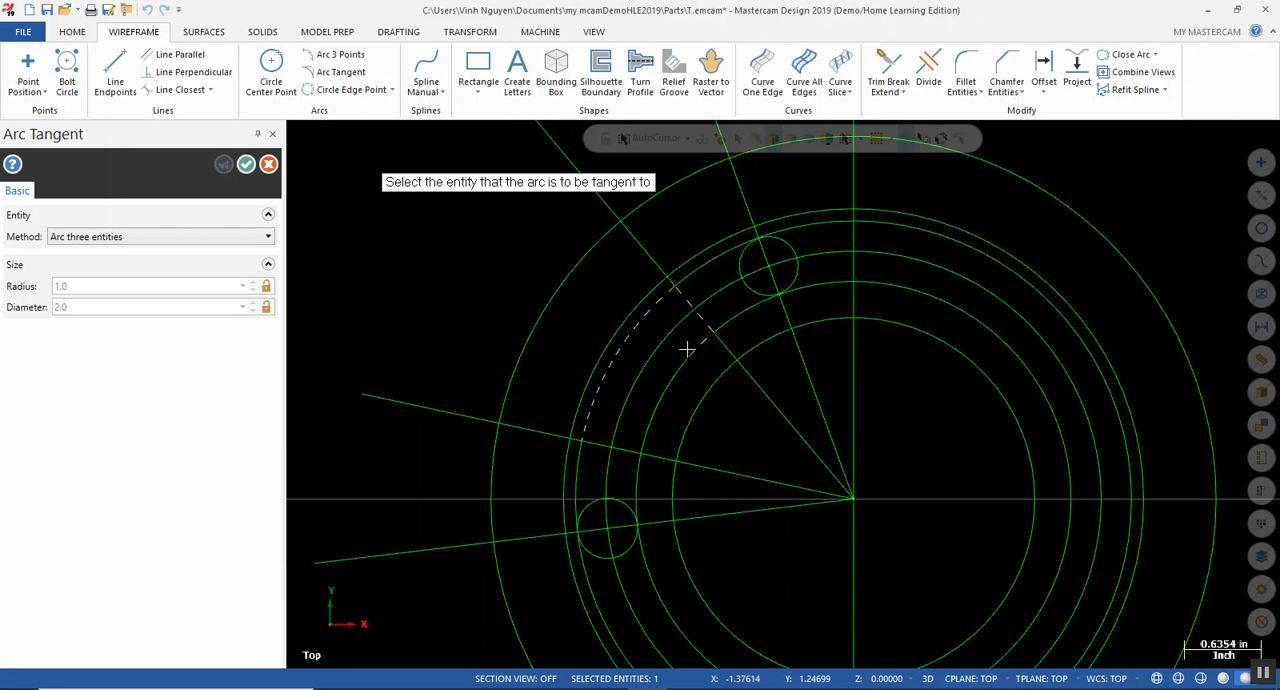 C:\Users\Vinh Nguyen\Documents\my mcamDemoHLE2019\Parts\T.emcam* - Mastercam Design 2019 (Demo/Home Learning Edition)
FILE HOME WIREFRAME SURFACES SOLIDS MODEL PREP DRAFTING TRANSFORM MACHINE VIEW MY MASTERCAM
Point Position
Bolt Circle
Points
Line Endpoints
Line Parallel
Line Perpendicular
Line Closest
Lines
Circle Center Point
Arc 3 Points
Arc Tangent
Circle Edge Point
Arcs
Spline Manual
Splines
Rectangle
Create Letters
Bounding Box
Silhouette Boundary
Turn Profile
Relief Groove
Raster to Vector
Shapes
Curve One Edge
Curve All Edges
Curve Slice
Curves
Trim Break Extend
Divide
Fillet Entities
Chamfer Entities
Offset
Project
Close Arc
Combine Views
Refit Spline
Modify
Arc Tangent
Basic
Entity
Method: Arc three entities
Size
Radius: 1.0
Diameter: 2.0
AutoCursor
Select the entity that the arc is to be tangent to
Y
X
Top
0.6354 in
Inch
SECTION VIEW: OFF SELECTED ENTITIES: 1 X: -1.37614 Y: 1.24699 Z: 0.00000 3D CPLANE: TOP TPLANE: TOP WCS: TOP